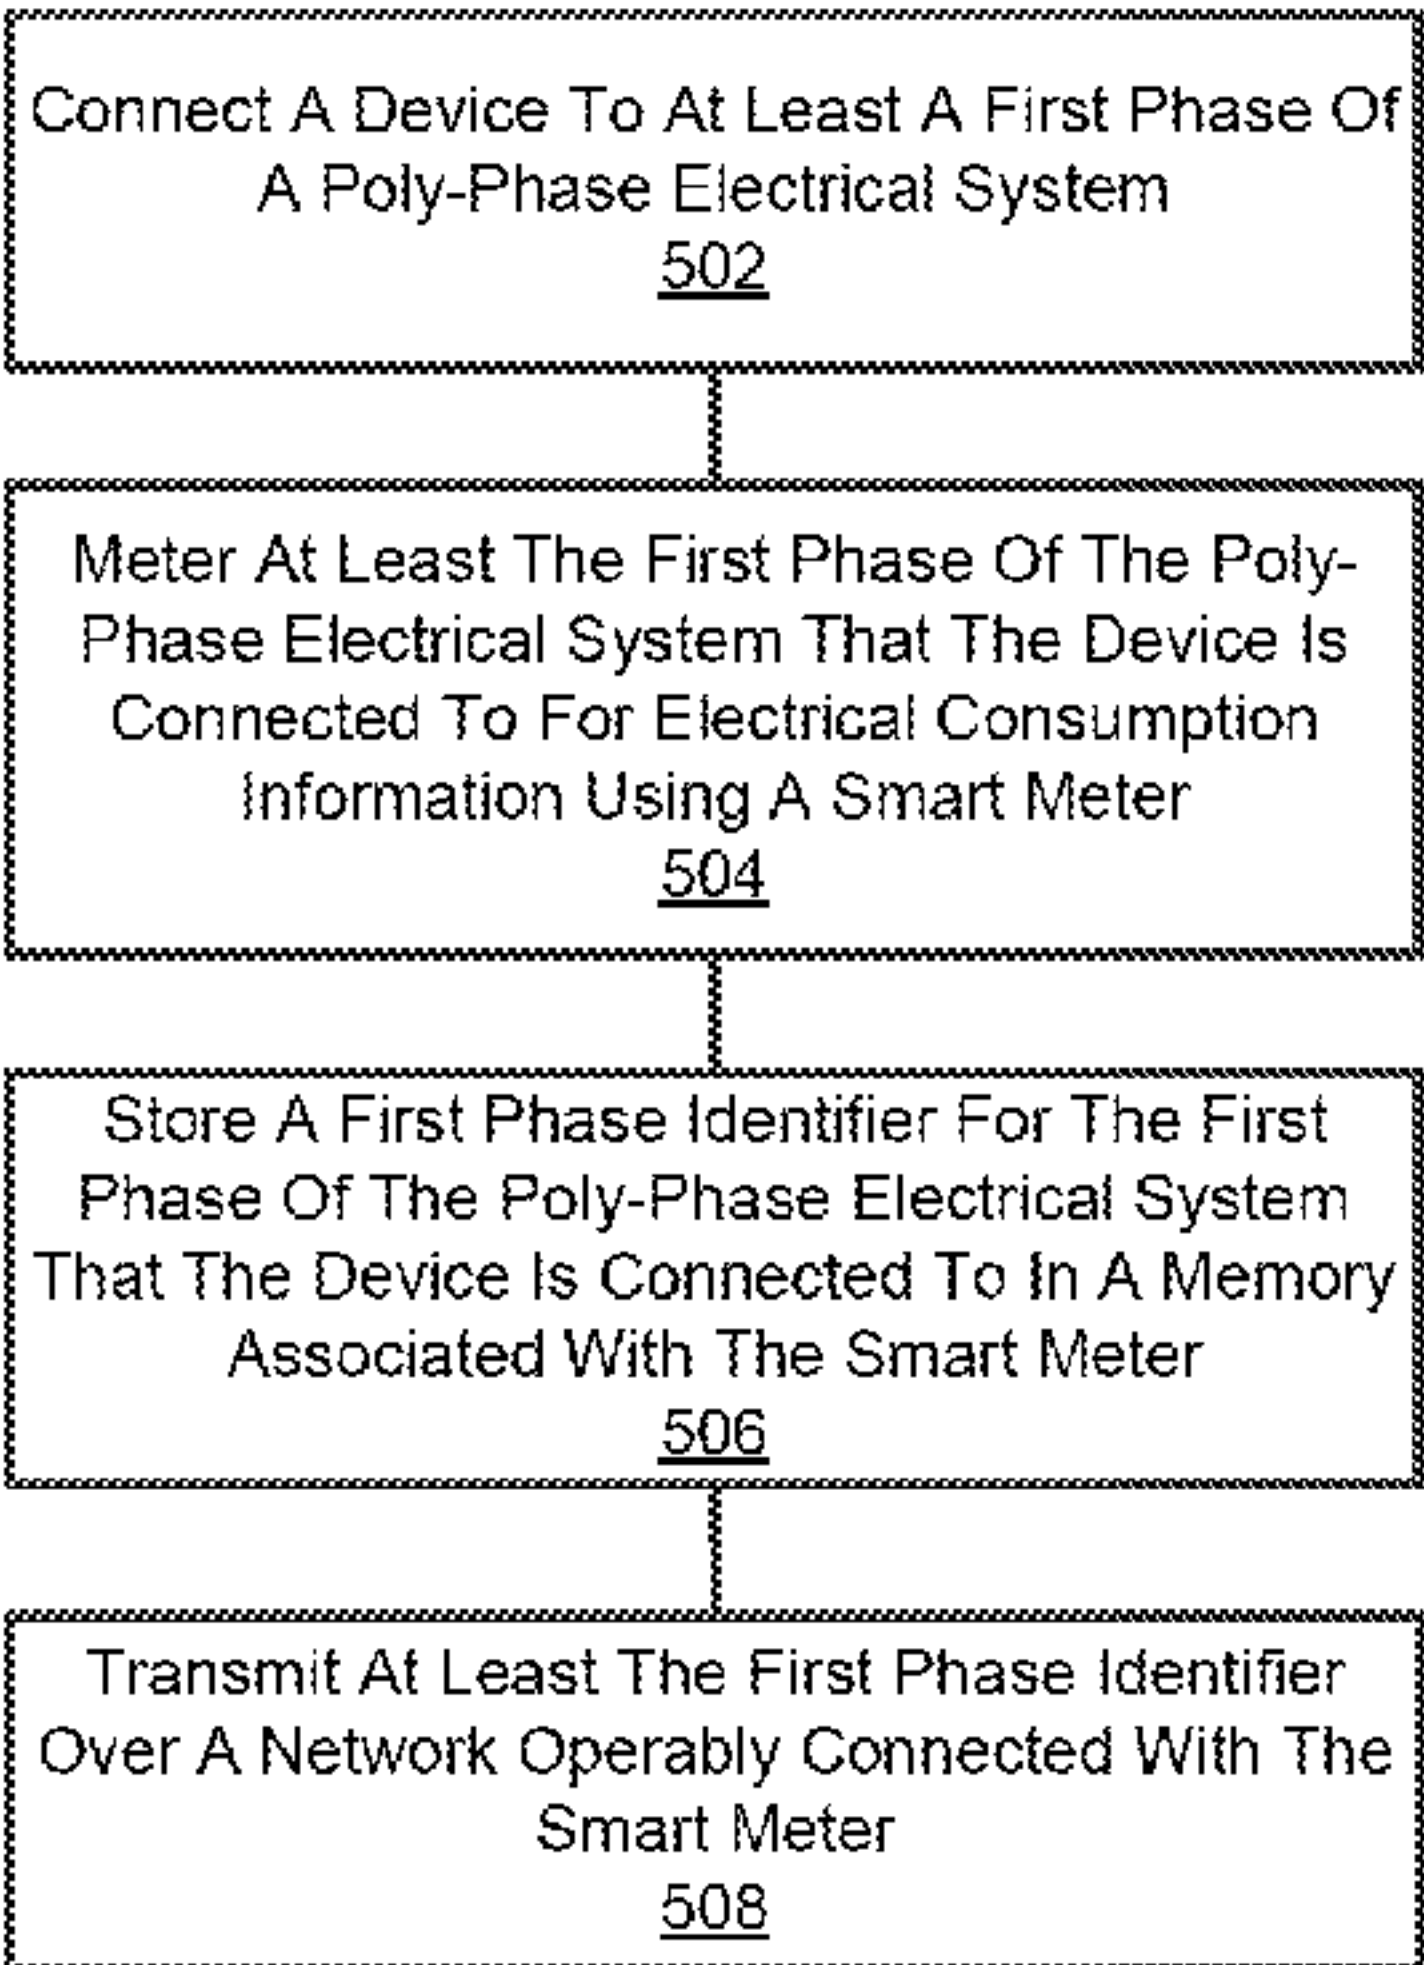 Connect A Device To At Least A First Phase Of
A Poly-Phase Electrical System
502
Meter At Least The First Phase Of The Poly-
Phase Electrical System That The Device Is
Connected To For Electrical Consumption
Information Using A Smart Meter
504
Store A First Phase Identifier For The First
Phase Of The Poly-Phase Electrical System
That The Device Is Connected To In A Memory
Associated With The Smart Meter
506
Transmit At Least The First Phase Identifier
Over A Network Operably Connected With The
Smart Meter
508